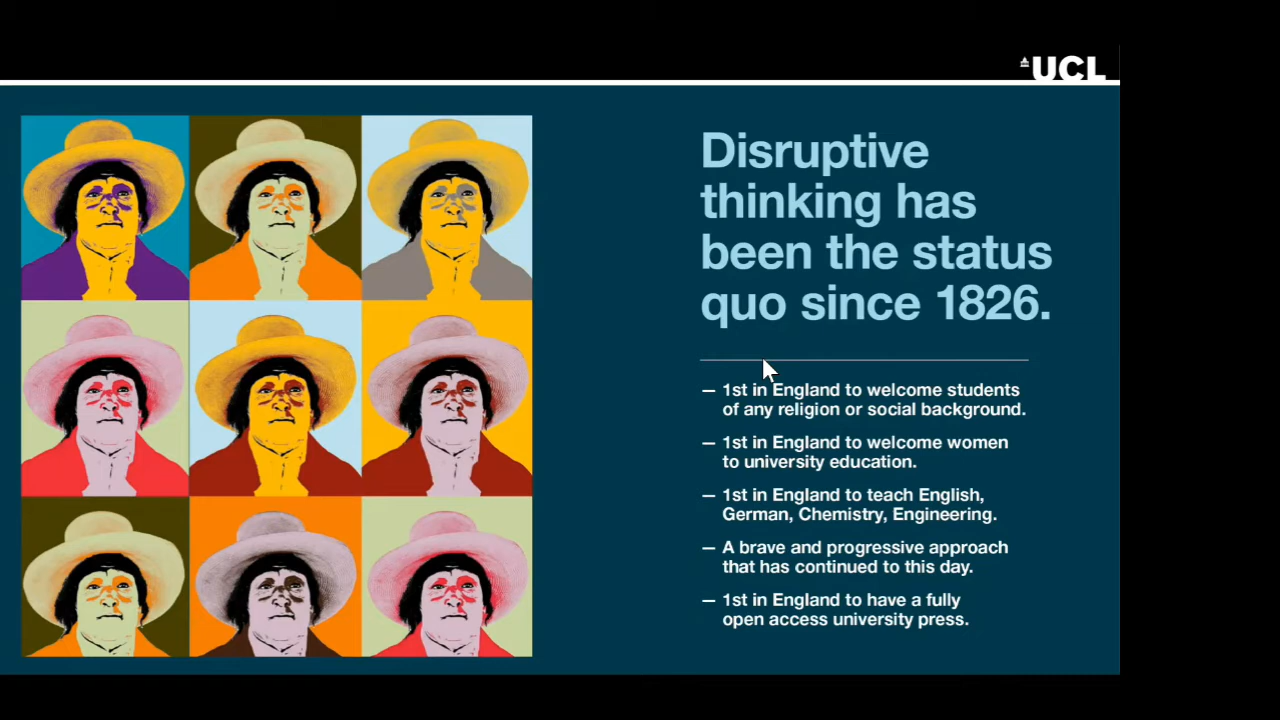 UCL
Disruptive
thinking has
been the status
quo since 1826.
— 1st in England to welcome students
of any religion or social background.
— 1st in England to welcome women
to university education.
— 1st in England to teach English,
German, Chemistry, Engineering.
— A brave and progressive approach
that has continued to this day.
— 1st in England to have a fully
open access university press.